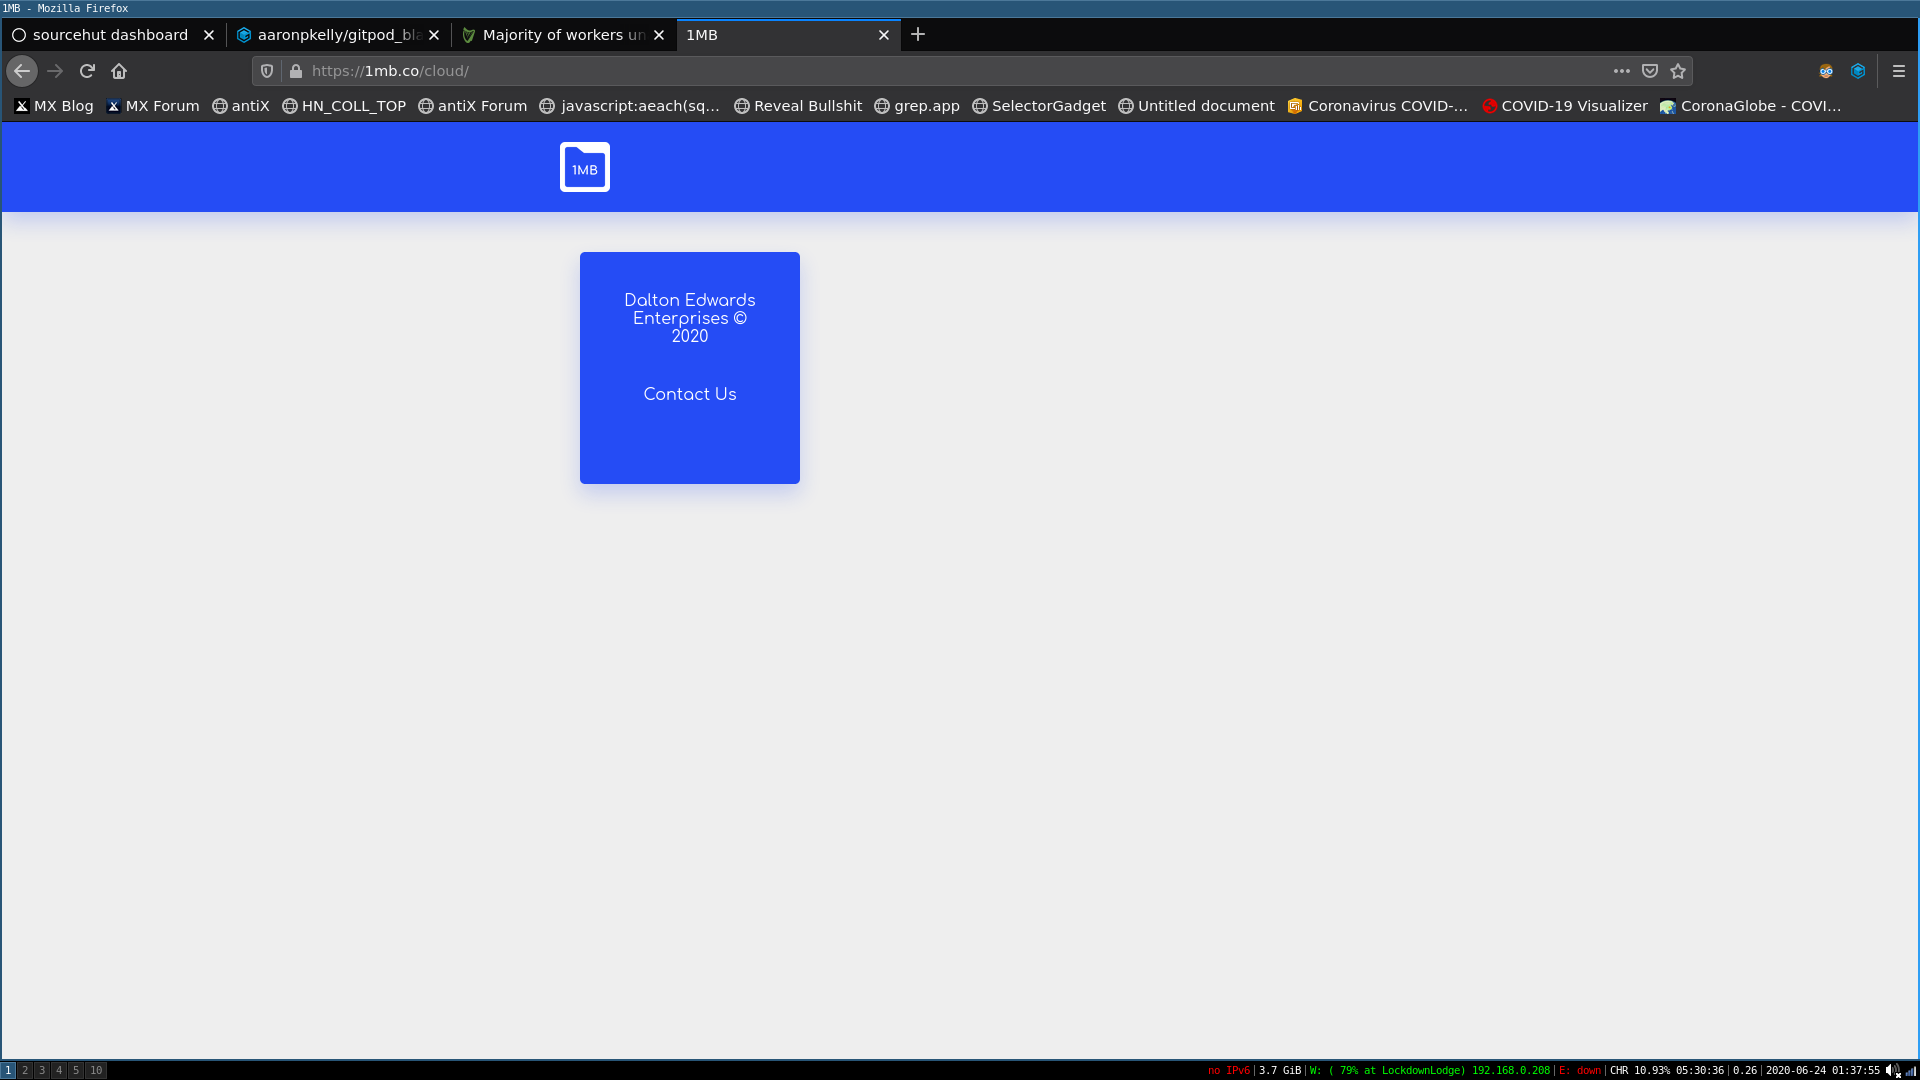 1MB - Mozilla Firefox
sourcehut dashboard
aaronpkelly/gitpod_bla
Majority of workers un
1MB
https://1mb.co/cloud/
MX Blog
MX Forum
antiX
HN_COLL_TOP
antiX Forum
javascript:aeach(sq...
Reveal Bullshit
grep.app
SelectorGadget
Untitled document
Coronavirus COVID-...
COVID-19 Visualizer
CoronaGlobe - COVI...
1MB
Dalton Edwards
Enterprises ©
2020
Contact Us
1 2 3 4 5 10
no IPv6|3.7 GiB|W: ( 79% at LockdownLodge) 192.168.0.208|E: down|CHR 10.93% 05:30:36|0.26|2020-06-24 01:37:55